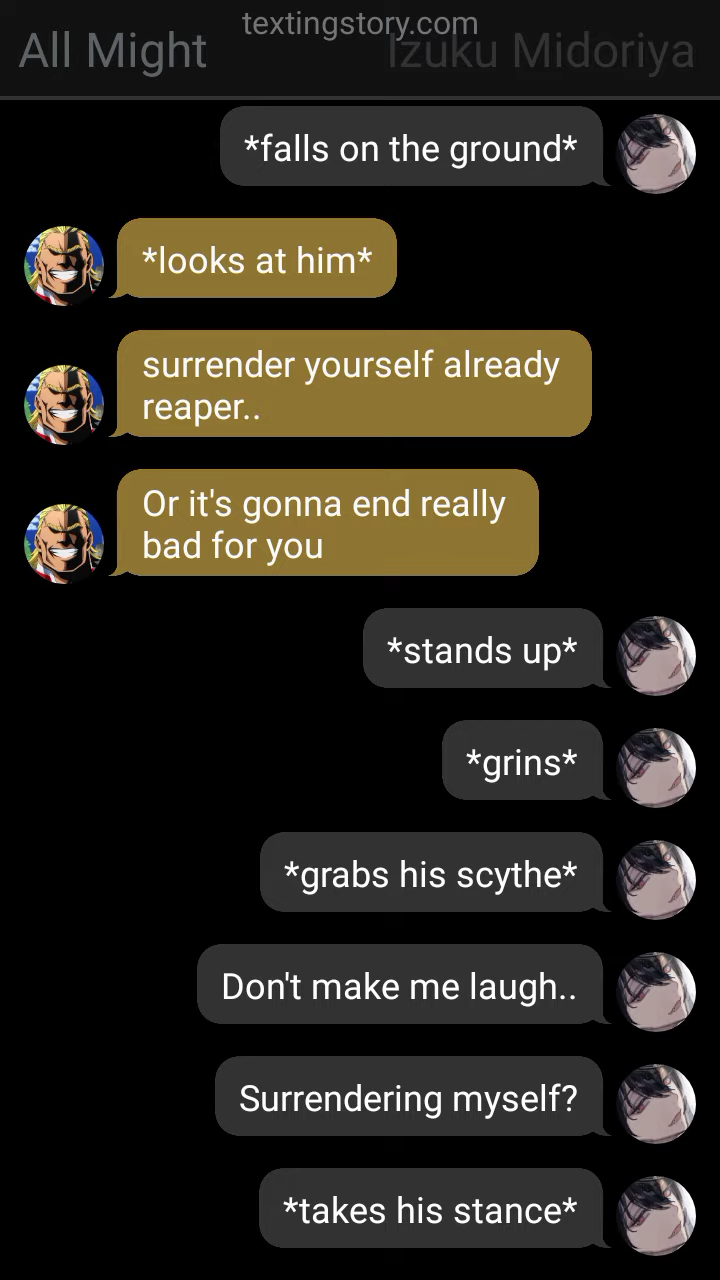 textingstory.com
All Might
Izuku Midoriya
*falls on the ground*
*looks at him*
surrender yourself already
reaper..
Or it's gonna end really
bad for you
*stands up*
*grins*
*grabs his scythe*
Don't make me laugh..
Surrendering myself?
*takes his stance*